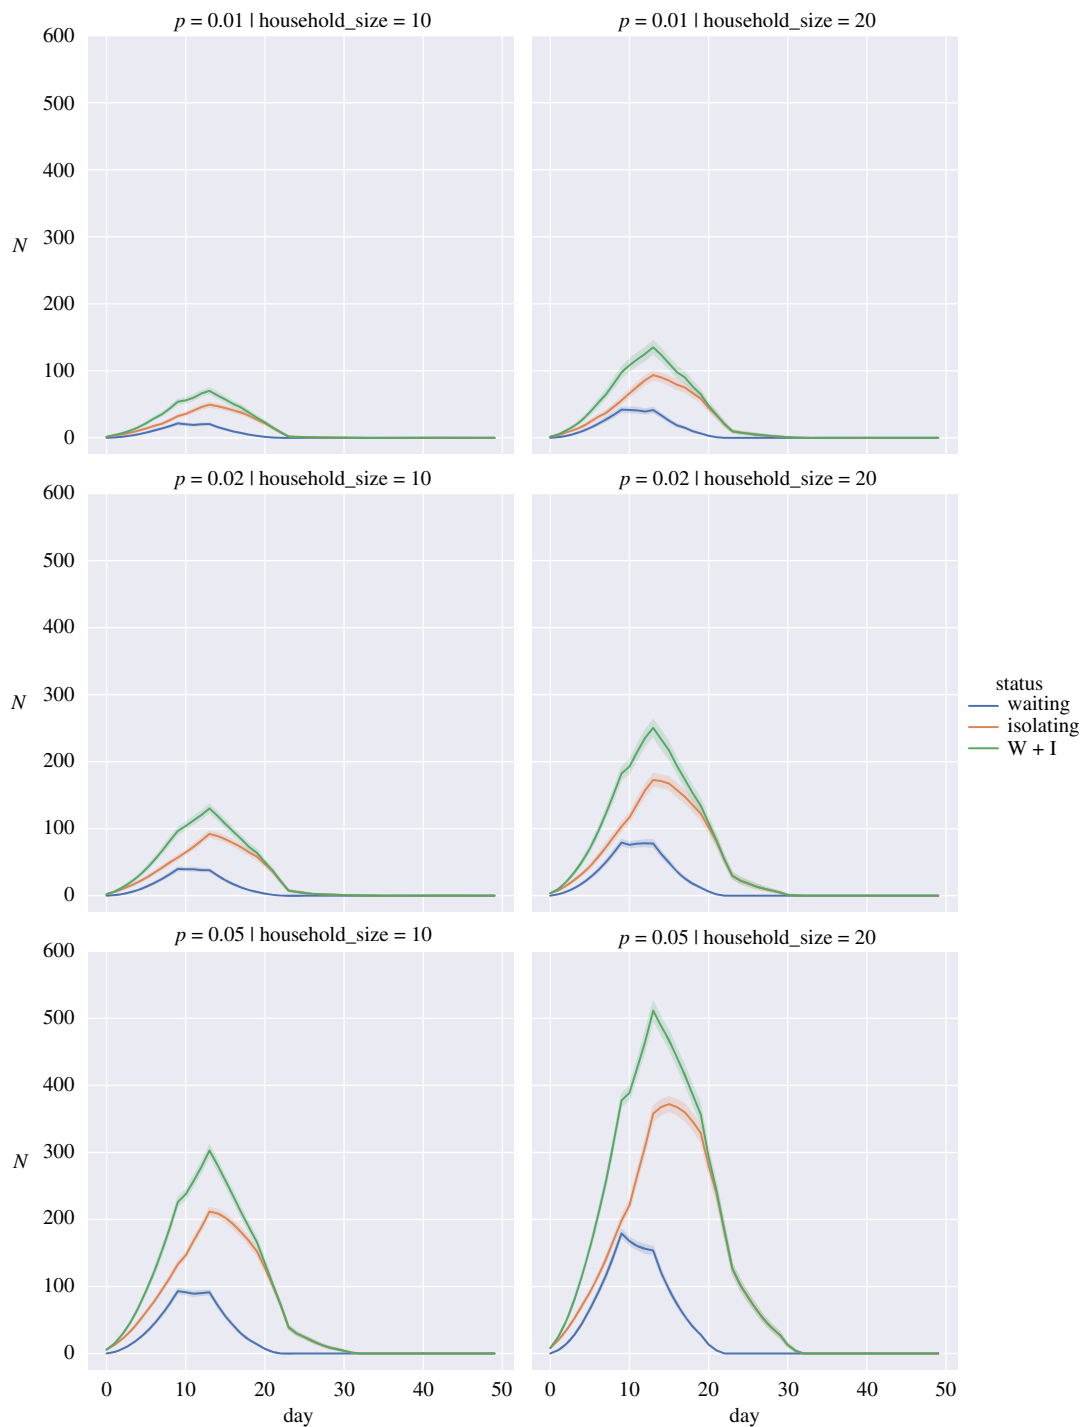 p = 0.01 | household_size = 10
p = 0.01 | household_size = 20
600
500
400
300
200
100
0
N
p = 0.02 | household_size = 10
p = 0.02 | household_size = 20
600
500
400
300
200
100
0
N
status
waiting
isolating
W + I
p = 0.05 | household_size = 10
p = 0.05 | household_size = 20
600
500
400
300
200
100
0
N
0 10 20 30 40 50
0 10 20 30 40 50
day
day